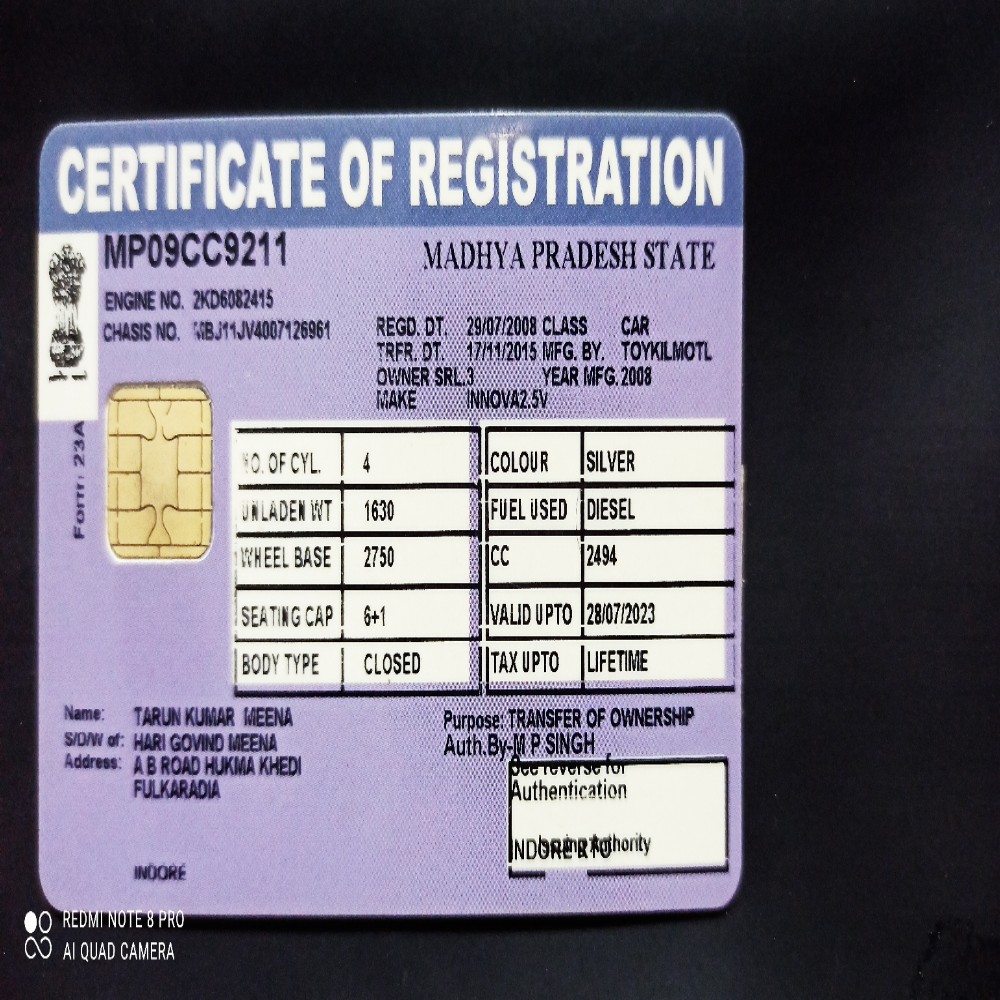 CERTIFICATE OF REGISTRATION
MP09CC9211
MADHYA PRADESH STATE
ENGINE NO. 2KD6082415
CHASIS NO. MBJ11JV4007126961
REGD. DT. 29/07/2008 CLASS CAR
TRFR. DT. 17/11/2015 MFG. BY. TOYKILMOTL
OWNER SRL.3 YEAR MFG. 2008
MAKE INNOVA2.5V
Form 23A
NO. OF CYL. 4 COLOUR SILVER
UNLADEN WT 1630 FUEL USED DIESEL
WHEEL BASE 2750 CC 2494
SEATING CAP 6+1 VALID UPTO 28/07/2023
BODY TYPE CLOSED TAX UPTO LIFETIME
Name: TARUN KUMAR MEENA
S/D/W of: HARI GOVIND MEENA
Address: A B ROAD HUKMA KHEDI
FULKARADIA
INDORE
Purpose: TRANSFER OF OWNERSHIP
Auth.By-M P SINGH
See reverse for
Authentication
INDORE RTO
Issuing Authority
REDMI NOTE 8 PRO
AI QUAD CAMERA